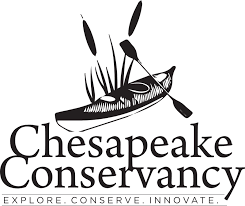 Chesapeake
Conservancy
EXPLORE. CONSERVE. INNOVATE.